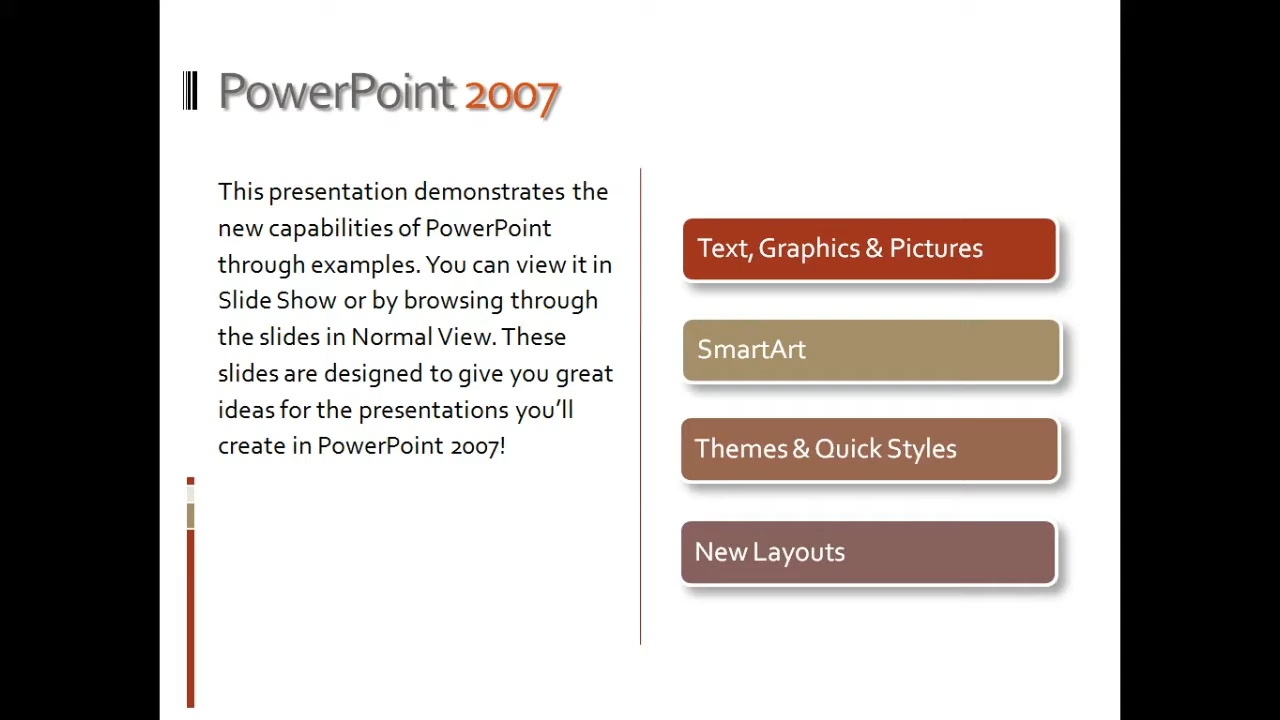 PowerPoint 2007
This presentation demonstrates the
new capabilities of PowerPoint
through examples. You can view it in
Slide Show or by browsing through
the slides in Normal View. These
slides are designed to give you great
ideas for the presentations you’ll
create in PowerPoint 2007!
Text, Graphics & Pictures
SmartArt
Themes & Quick Styles
New Layouts